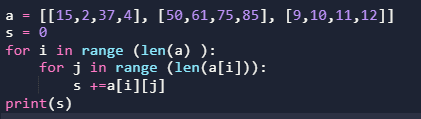 a = [[15,2,37,4], [50,61,75,85], [9,10,11,12]]
s = 0
for i in range (len(a) ):
    for j in range (len(a[i])):
        s +=a[i][j]
print(s)